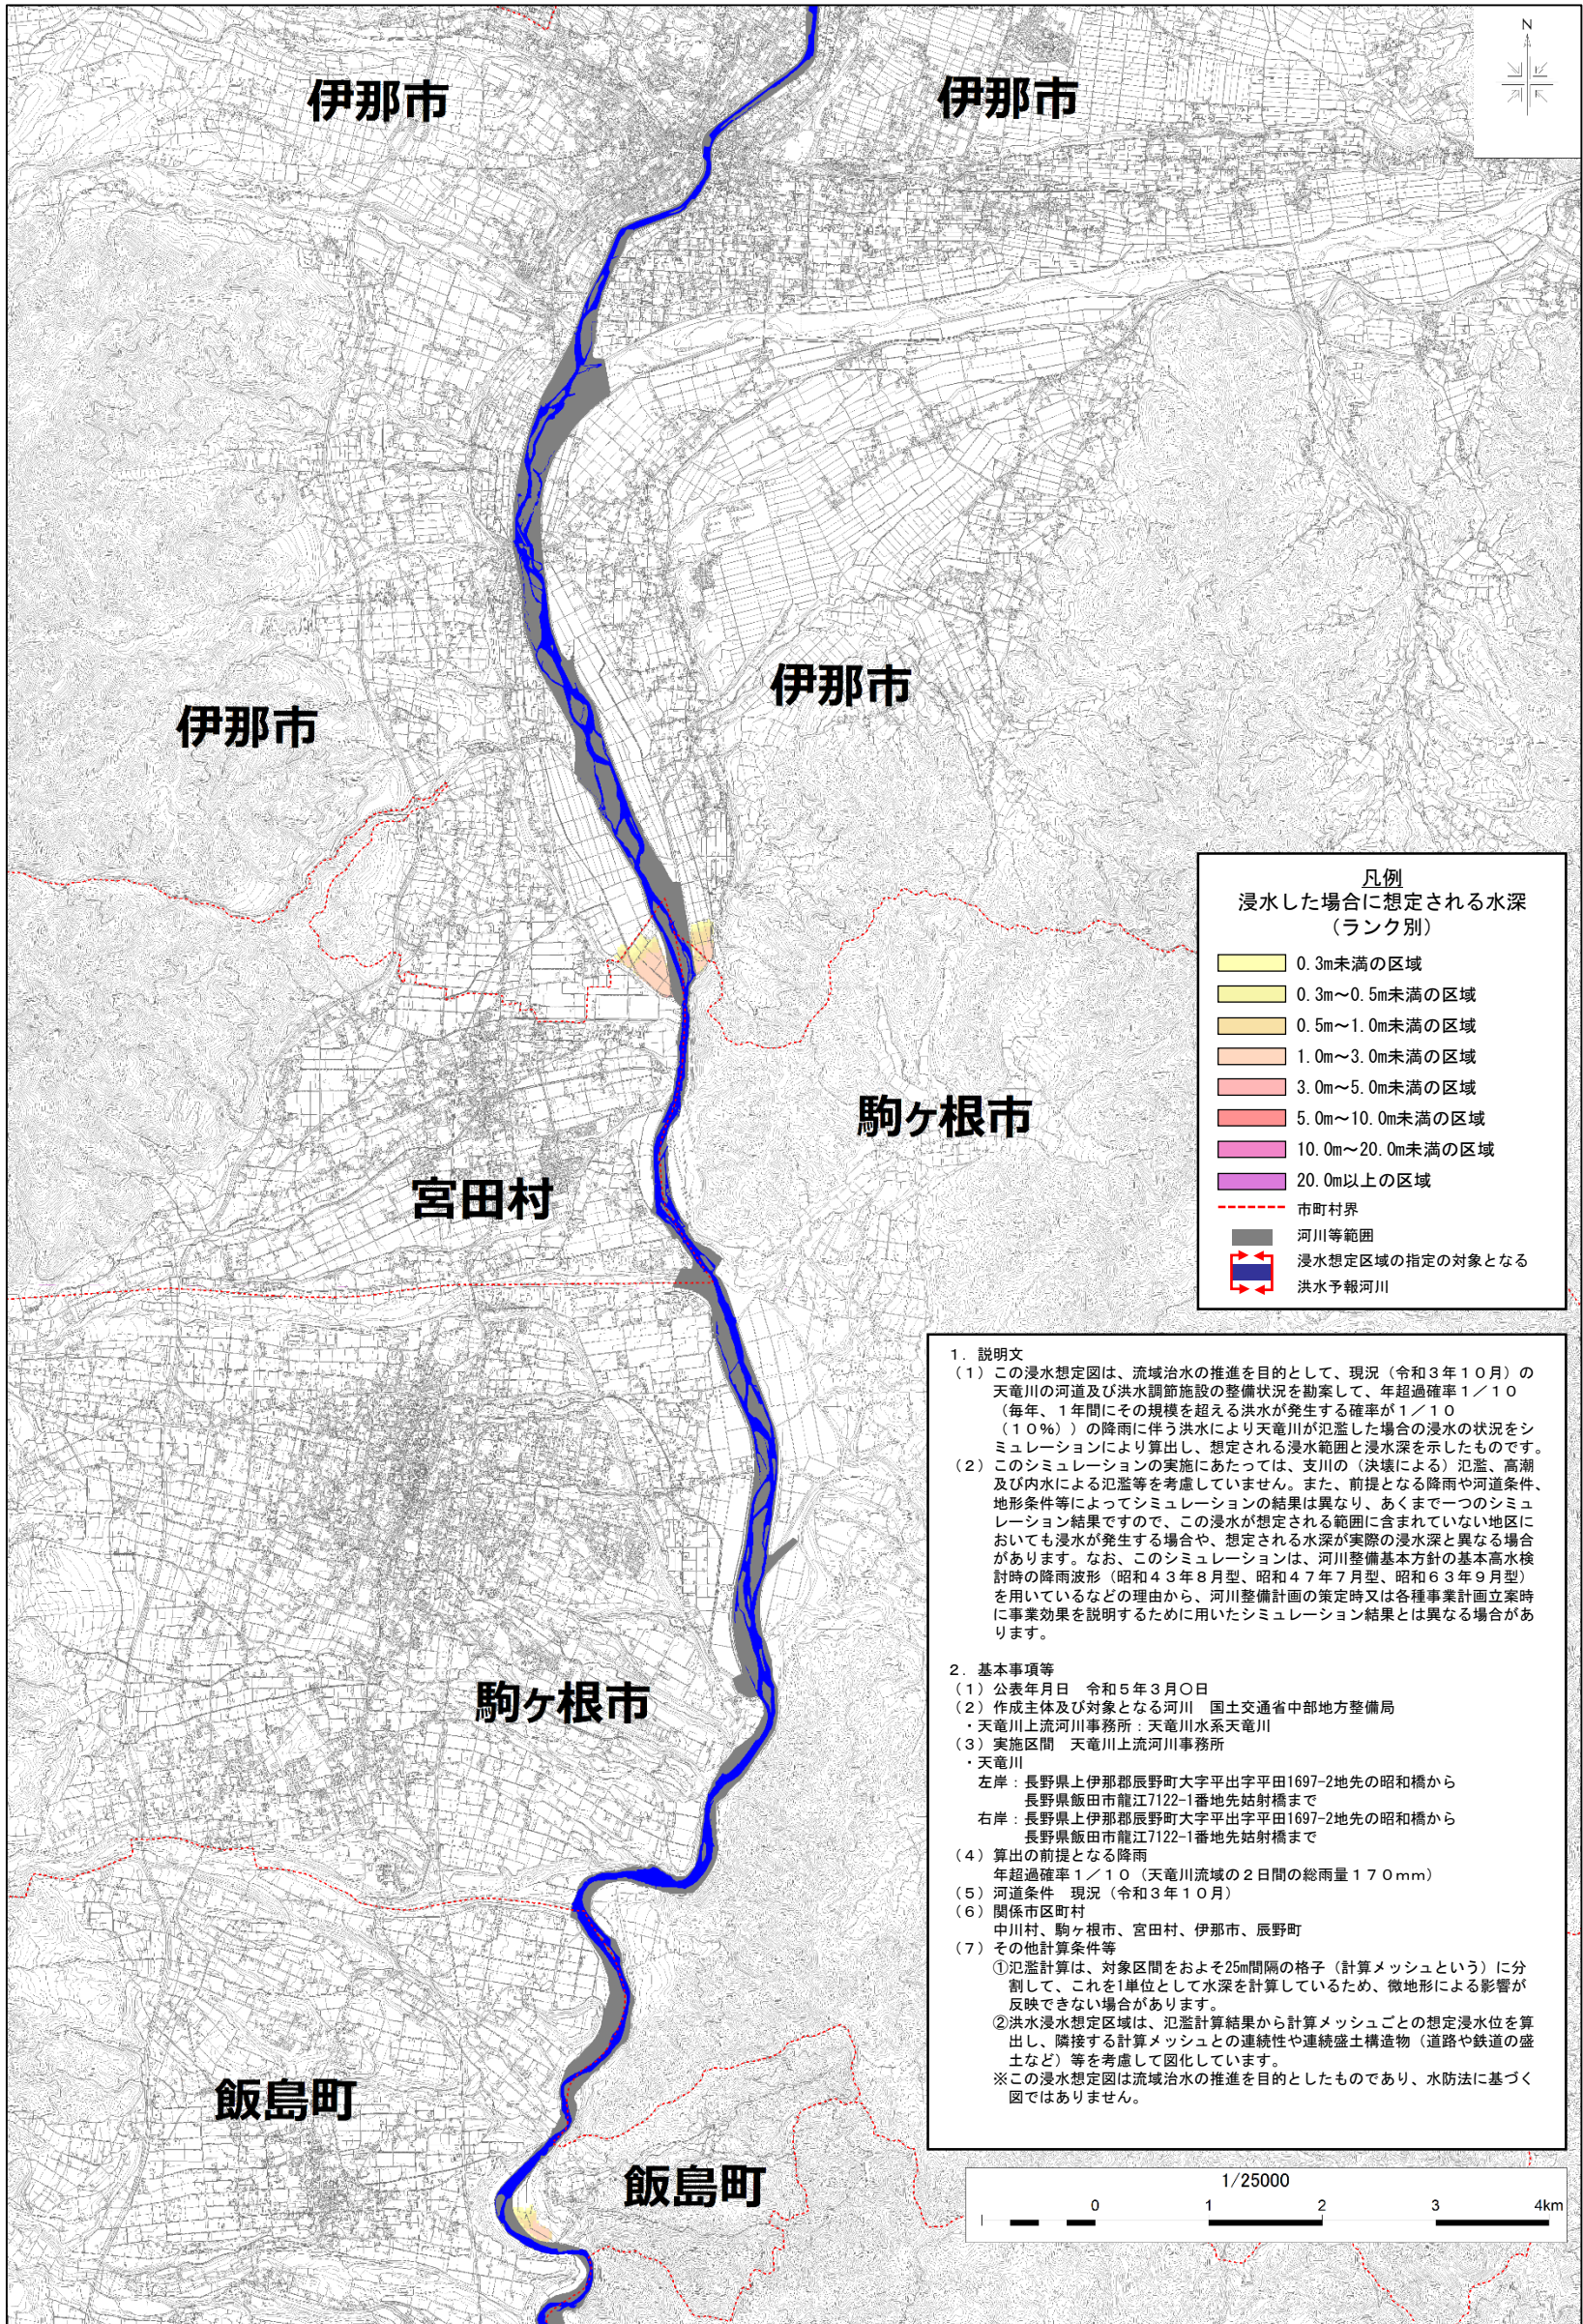 N
伊那市
伊那市
伊那市
伊那市
凡例
浸水した場合に想定される水深
（ランク別）
0.3m未満の区域
0.3m～0.5m未満の区域
0.5m～1.0m未満の区域
1.0m～3.0m未満の区域
3.0m～5.0m未満の区域
5.0m～10.0m未満の区域
10.0m～20.0m未満の区域
20.0m以上の区域
市町村界
河川等範囲
浸水想定区域の指定の対象となる
洪水予報河川
駒ヶ根市
宮田村
1．説明文
（1）この浸水想定図は、流域治水の推進を目的として、現況（令和３年１０月）の
天竜川の河道及び洪水調節施設の整備状況を勘案して、年超過確率１／１０
（毎年、１年間にその規模を超える洪水が発生する確率が１／１０
（１０％））の降雨に伴う洪水により天竜川が氾濫した場合の浸水の状況をシ
ミュレーションにより算出し、想定される浸水範囲と浸水深を示したものです。
（2）このシミュレーションの実施にあたっては、支川の（決壊による）氾濫、高潮
及び内水による氾濫等を考慮していません。また、前提となる降雨や河道条件、
地形条件等によってシミュレーションの結果は異なり、あくまで一つのシミュ
レーション結果ですので、この浸水が想定される範囲に含まれていない地区に
おいても浸水が発生する場合や、想定される水深が実際の浸水深と異なる場合
があります。なお、このシミュレーションは、河川整備基本方針の基本高水検
討時の降雨波形（昭和４３年８月型、昭和４７年７月型、昭和６３年９月型）
を用いているなどの理由から、河川整備計画の策定時又は各種事業計画立案時
に事業効果を説明するために用いたシミュレーション結果とは異なる場合があ
ります。
2．基本事項等
（1）公表年月日　令和５年３月〇日
（2）作成主体及び対象となる河川　国土交通省中部地方整備局
・天竜川上流河川事務所：天竜川水系天竜川
（3）実施区間　天竜川上流河川事務所
・天竜川
左岸：長野県上伊那郡辰野町大字平出字平田1697-2地先の昭和橋から
長野県飯田市龍江7122-1番地先姑射橋まで
右岸：長野県上伊那郡辰野町大字平出字平田1697-2地先の昭和橋から
長野県飯田市龍江7122-1番地先姑射橋まで
（4）算出の前提となる降雨
年超過確率１／１０（天竜川流域の２日間の総雨量１７０ｍｍ）
（5）河道条件　現況（令和３年１０月）
（6）関係市区町村
中川村、駒ヶ根市、宮田村、伊那市、辰野町
（7）その他計算条件等
①氾濫計算は、対象区間をおよそ25m間隔の格子（計算メッシュという）に分
割して、これを1単位として水深を計算しているため、微地形による影響が
反映できない場合があります。
②洪水浸水想定区域は、氾濫計算結果から計算メッシュごとの想定浸水位を算
出し、隣接する計算メッシュとの連続性や連続盛土構造物（道路や鉄道の盛
土など）等を考慮して図化しています。
※この浸水想定図は流域治水の推進を目的としたものであり、水防法に基づく
図ではありません。
駒ヶ根市
飯島町
飯島町
1/25000
0 1 2 3 4km